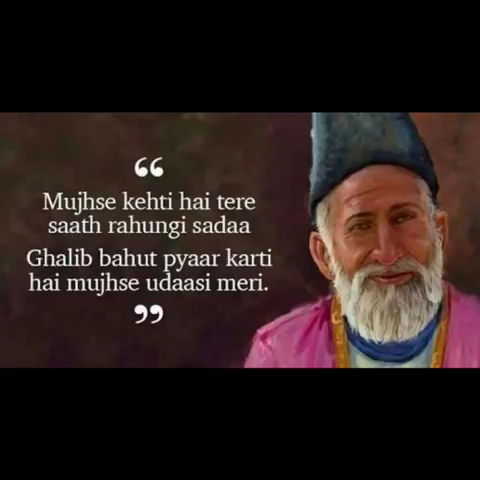 “
Mujhse kehti hai tere
saath rahungi sadaa
Ghalib bahut pyaar karti
hai mujhse udaasi meri.
”